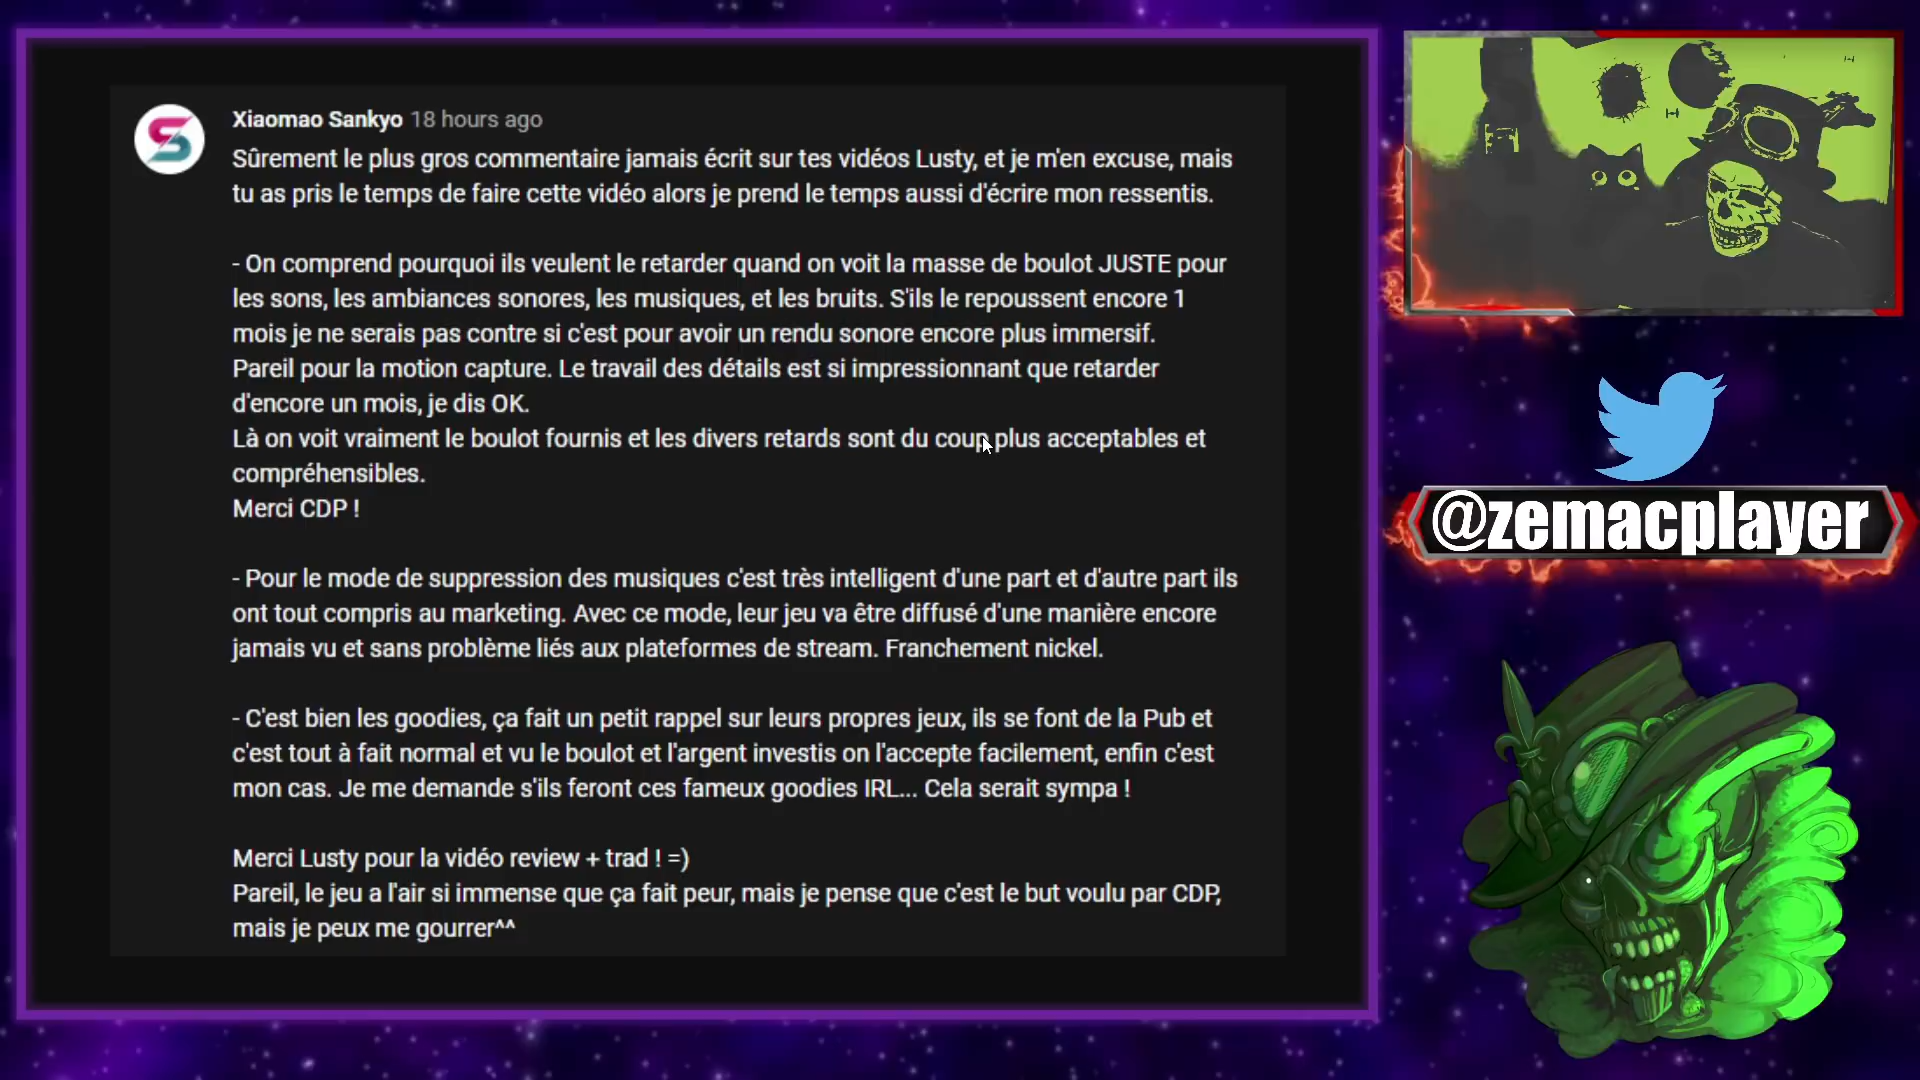 Xiaomao Sankyo 18 hours ago
Sûrement le plus gros commentaire jamais écrit sur tes vidéos Lusty, et je m'en excuse, mais
tu as pris le temps de faire cette vidéo alors je prend le temps aussi d'écrire mon ressentis.
- On comprend pourquoi ils veulent le retarder quand on voit la masse de boulot JUSTE pour
les sons, les ambiances sonores, les musiques, et les bruits. S'ils le repoussent encore 1
mois je ne serais pas contre si c'est pour avoir un rendu sonore encore plus immersif.
Pareil pour la motion capture. Le travail des détails est si impressionnant que retarder
d'encore un mois, je dis OK.
Là on voit vraiment le boulot fournis et les divers retards sont du coup plus acceptables et
compréhensibles.
Merci CDP !
- Pour le mode de suppression des musiques c'est très intelligent d'une part et d'autre part ils
ont tout compris au marketing. Avec ce mode, leur jeu va être diffusé d'une manière encore
jamais vu et sans problème liés aux plateformes de stream. Franchement nickel.
- C'est bien les goodies, ça fait un petit rappel sur leurs propres jeux, ils se font de la Pub et
c'est tout à fait normal et vu le boulot et l'argent investis on l'accepte facilement, enfin c'est
mon cas. Je me demande s'ils feront ces fameux goodies IRL... Cela serait sympa !
Merci Lusty pour la vidéo review + trad ! =)
Pareil, le jeu a l'air si immense que ça fait peur, mais je pense que c'est le but voulu par CDP,
mais je peux me gourrer^^
@zemacplayer